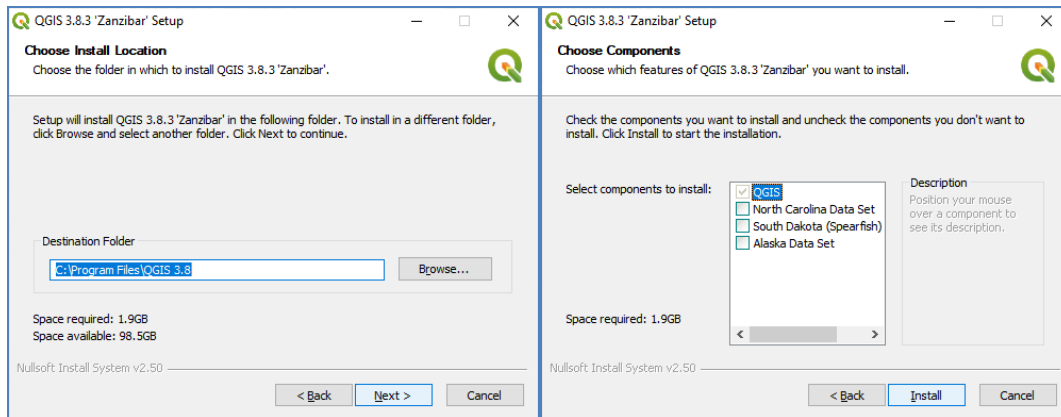 QGIS 3.8.3 'Zanzibar' Setup
Choose Install Location
Choose the folder in which to install QGIS 3.8.3 'Zanzibar'.
Setup will install QGIS 3.8.3 'Zanzibar' in the following folder. To install in a different folder,
click Browse and select another folder. Click Next to continue.
Destination Folder
C:\Program Files\QGIS 3.8
Browse...
Space required: 1.9GB
Space available: 98.5GB
Nullsoft Install System v2.50
< Back
Next >
Cancel
QGIS 3.8.3 'Zanzibar' Setup
Choose Components
Choose which features of QGIS 3.8.3 'Zanzibar' you want to install.
Check the components you want to install and uncheck the components you don't want to
install. Click Install to start the installation.
Select components to install:
QGIS
North Carolina Data Set
South Dakota (Spearfish)
Alaska Data Set
Description
Position your mouse
over a component to
see its description.
Space required: 1.9GB
Nullsoft Install System v2.50
< Back
Install
Cancel